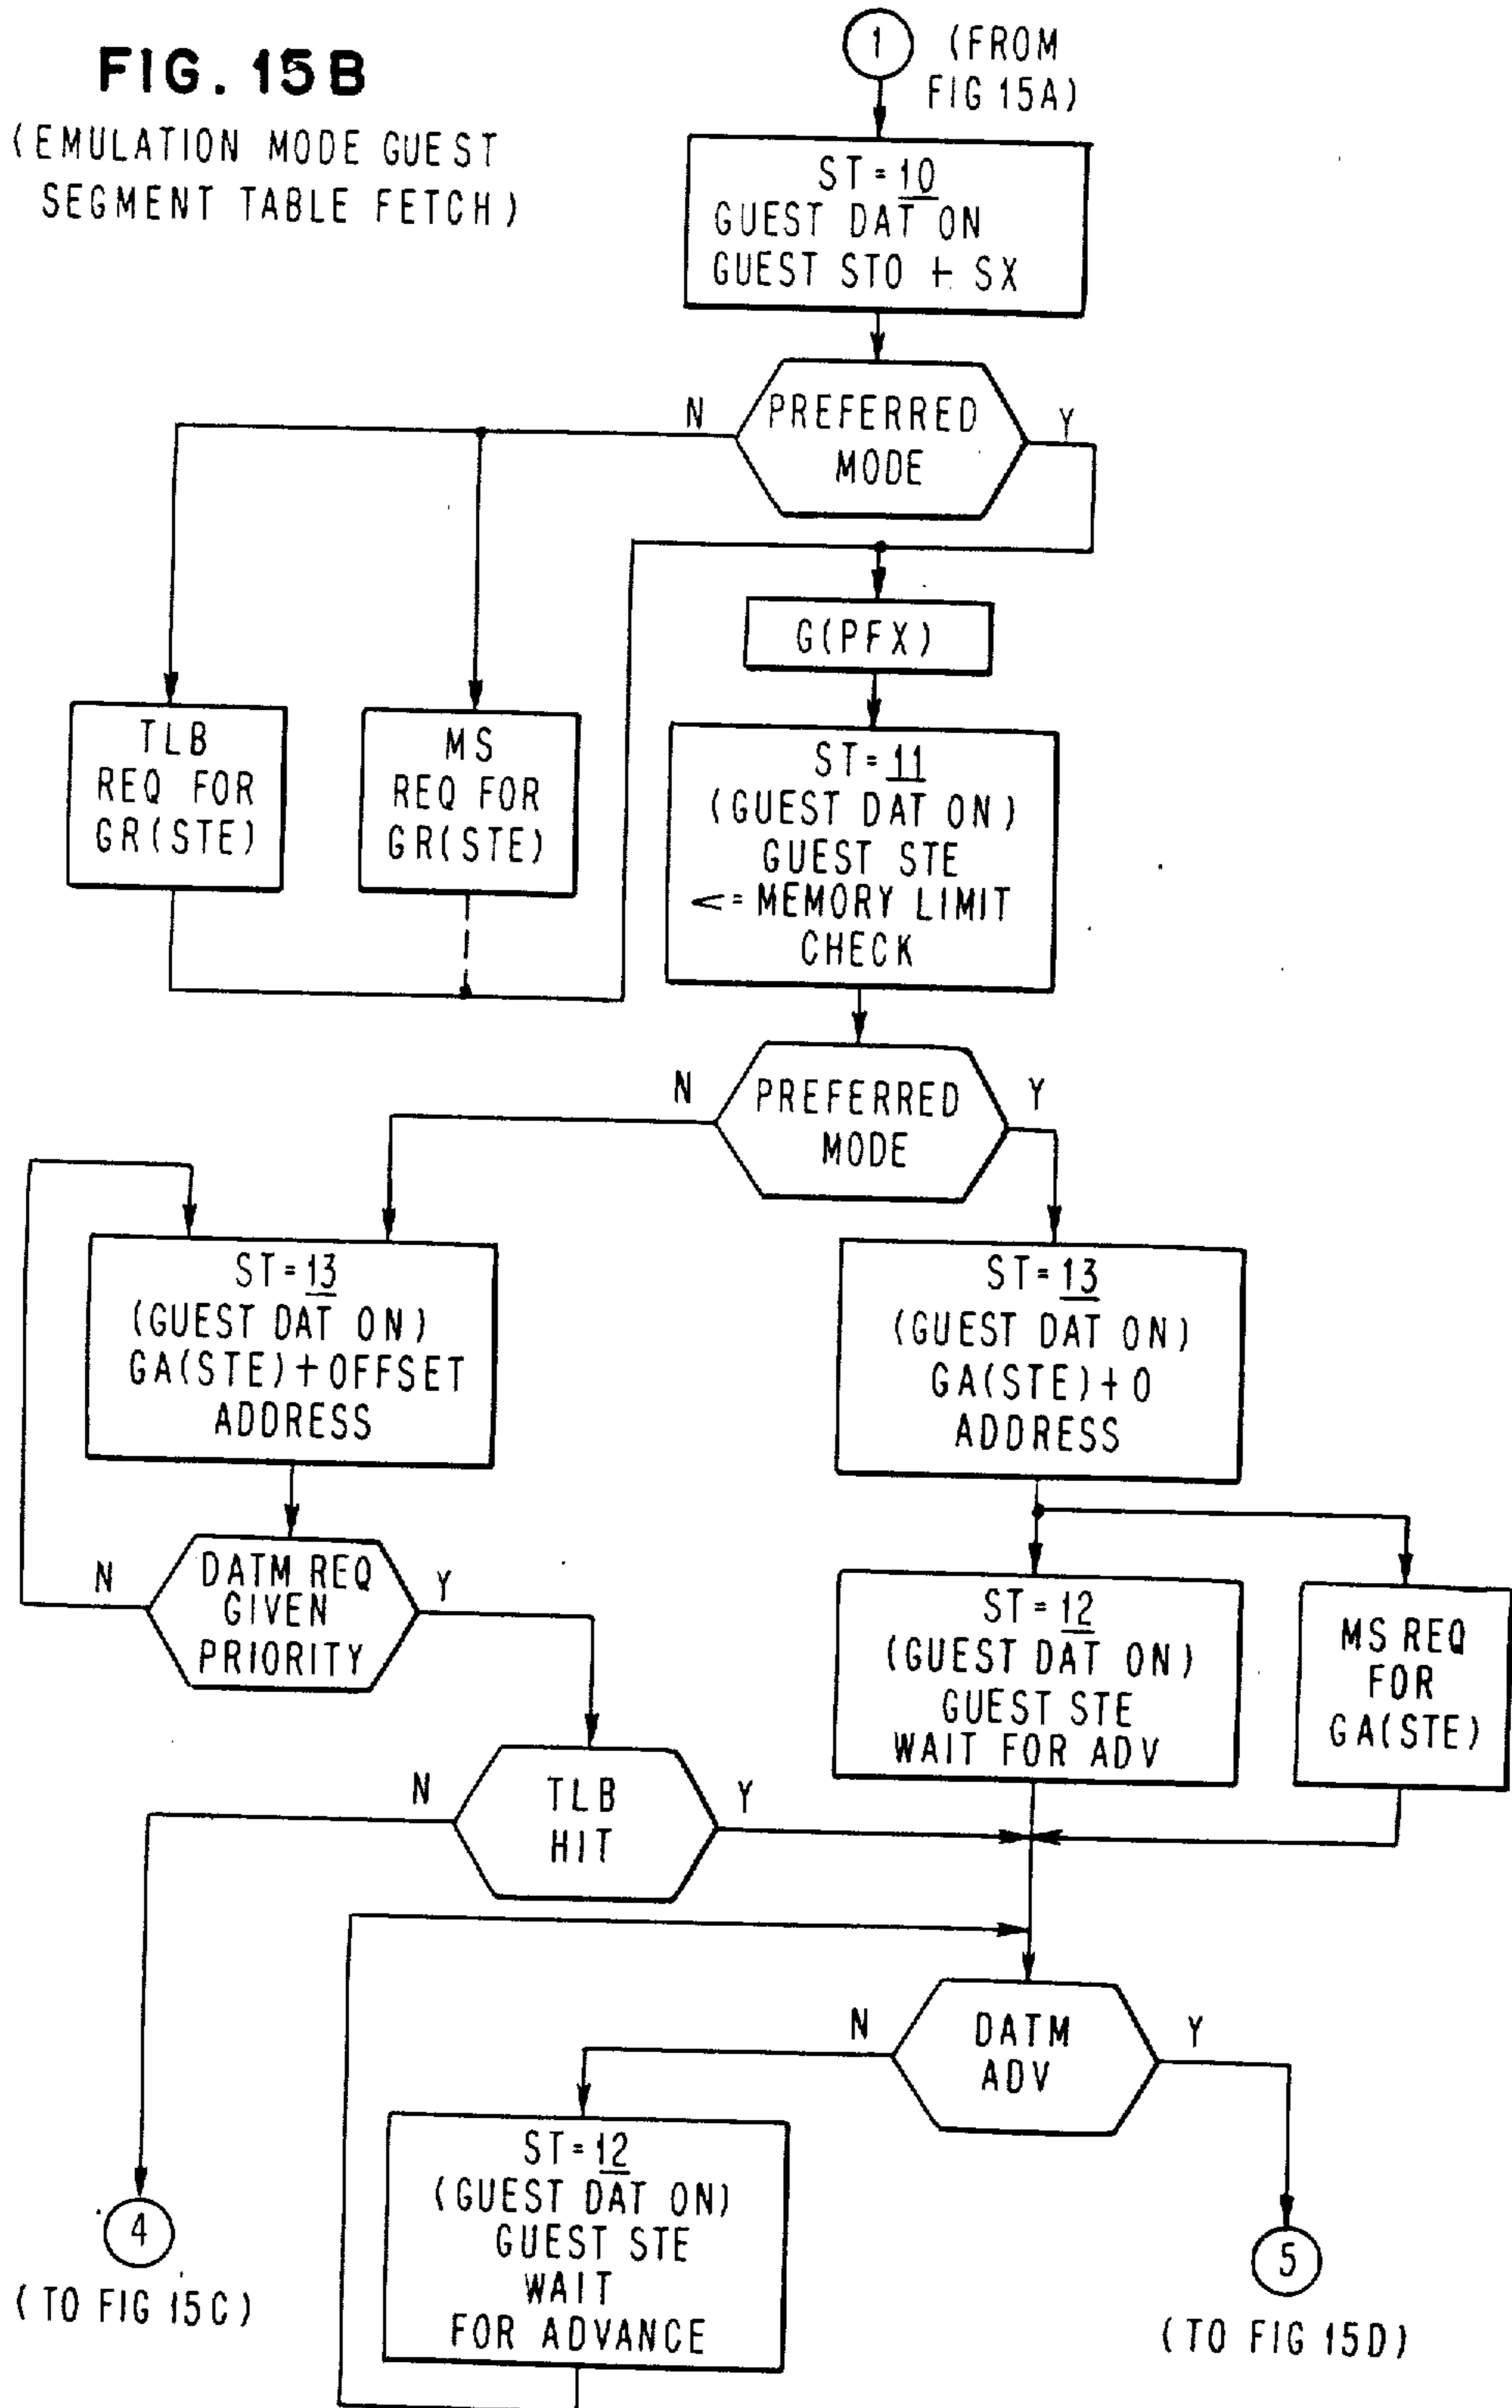 FIG. 15B
(EMULATION MODE GUEST
SEGMENT TABLE FETCH)
1
(FROM
FIG 15A)
ST=10
GUEST DAT ON
GUEST STO + SX
PREFERRED
MODE
N
Y
G(PFX)
TLB
REQ FOR
GR(STE)
MS
REQ FOR
GR(STE)
ST=11
(GUEST DAT ON)
GUEST STE
<=MEMORY LIMIT
CHECK
PREFERRED
MODE
N
Y
ST=13
(GUEST DAT ON)
GA(STE)+OFFSET
ADDRESS
ST=13
(GUEST DAT ON)
GA(STE)+0
ADDRESS
DATM REQ
GIVEN
PRIORITY
N
Y
ST=12
(GUEST DAT ON)
GUEST STE
WAIT FOR ADV
MS REQ
FOR
GA(STE)
TLB
HIT
N
Y
DATM
ADV
N
Y
ST=12
(GUEST DAT ON)
GUEST STE
WAIT
FOR ADVANCE
4
(TO FIG 15C)
5
(TO FIG 15D)